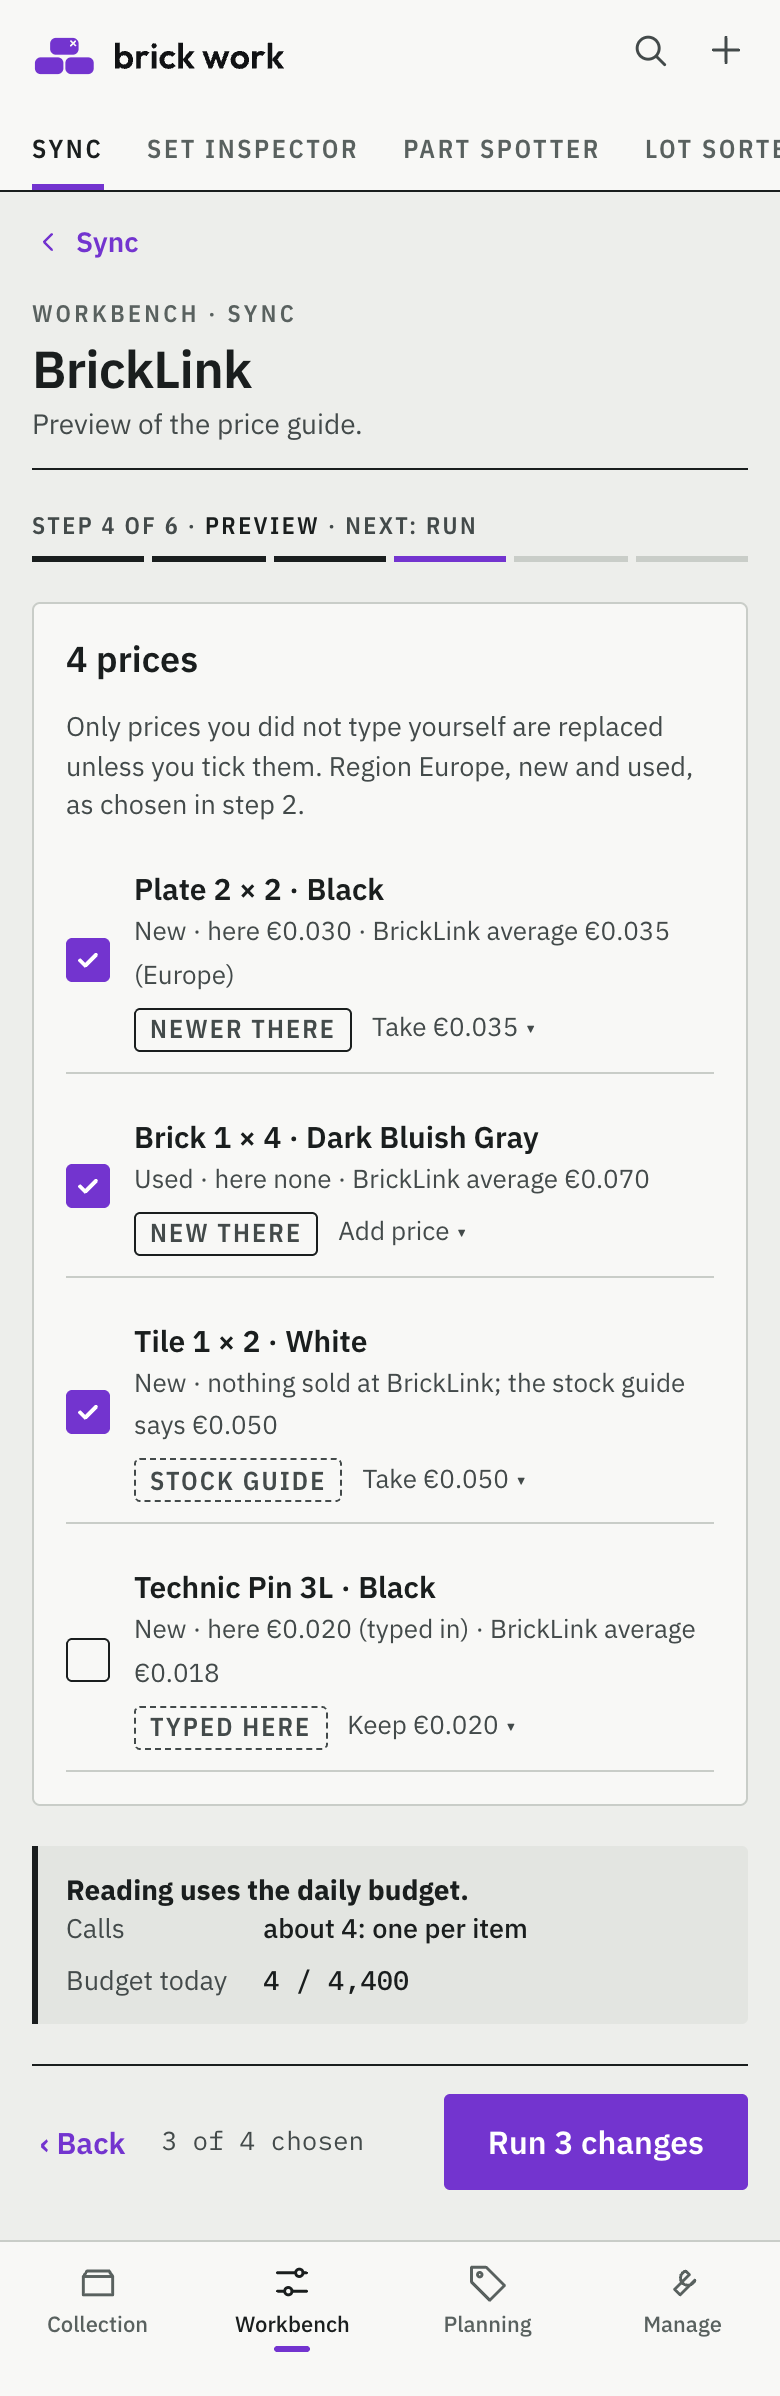 brick work
SYNC SET INSPECTOR PART SPOTTER LOT SORTE
Sync
WORKBENCH · SYNC
BrickLink
Preview of the price guide.
STEP 4 OF 6 · PREVIEW · NEXT: RUN
4 prices
Only prices you did not type yourself are replaced
unless you tick them. Region Europe, new and used,
as chosen in step 2.
Plate 2 × 2 · Black
New · here €0.030 · BrickLink average €0.035
(Europe)
NEWER THERE Take €0.035 ▾
Brick 1 × 4 · Dark Bluish Gray
Used · here none · BrickLink average €0.070
NEW THERE Add price ▾
Tile 1 × 2 · White
New · nothing sold at BrickLink; the stock guide
says €0.050
STOCK GUIDE Take €0.050 ▾
Technic Pin 3L · Black
New · here €0.020 (typed in) · BrickLink average
€0.018
TYPED HERE Keep €0.020 ▾
Reading uses the daily budget.
Calls about 4: one per item
Budget today 4 / 4,400
‹ Back 3 of 4 chosen Run 3 changes
Collection Workbench Planning Manage